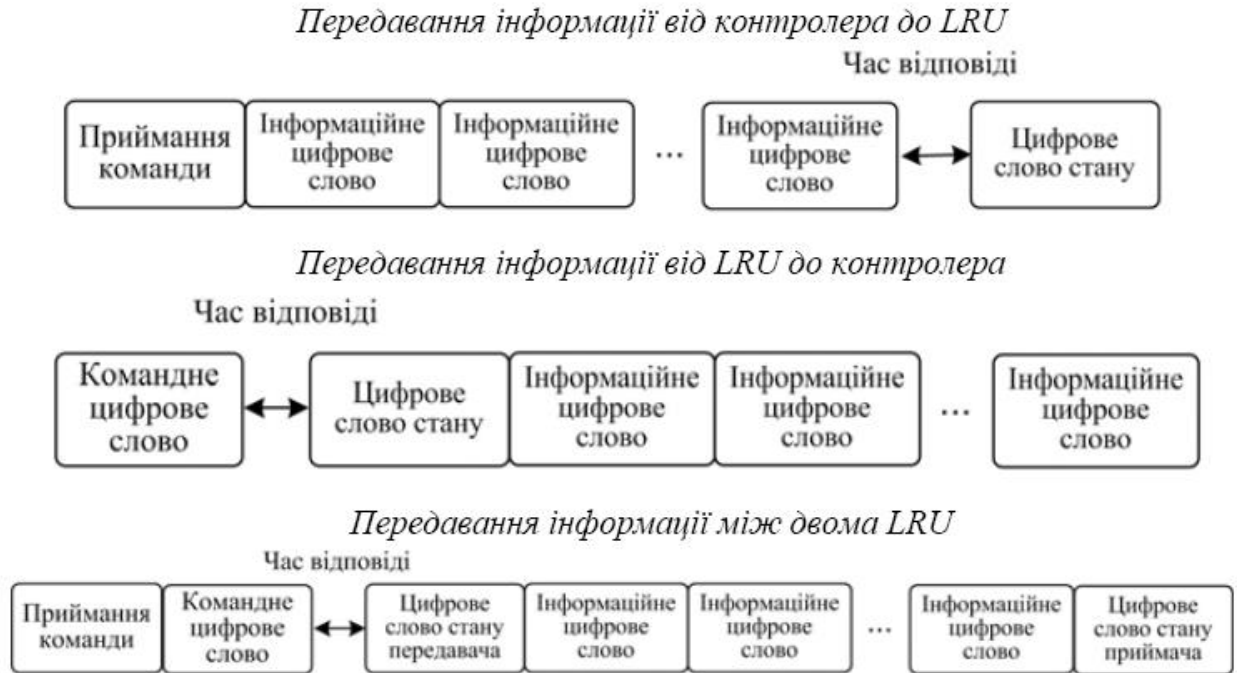 Передавання інформації від контролера до LRU
Час відповіді
Приймання
команди
Інформаційне
цифрове
слово
Інформаційне
цифрове
слово
...
Інформаційне
цифрове
слово
Цифрове
слово стану
Передавання інформації від LRU до контролера
Час відповіді
Командне
цифрове
слово
Цифрове
слово стану
Інформаційне
цифрове
слово
Інформаційне
цифрове
слово
...
Інформаційне
цифрове
слово
Передавання інформації між двома LRU
Час відповіді
Приймання
команди
Командне
цифрове
слово
Цифрове
слово стану
передавача
Інформаційне
цифрове
слово
Інформаційне
цифрове
слово
...
Інформаційне
цифрове
слово
Цифрове
слово стану
приймача